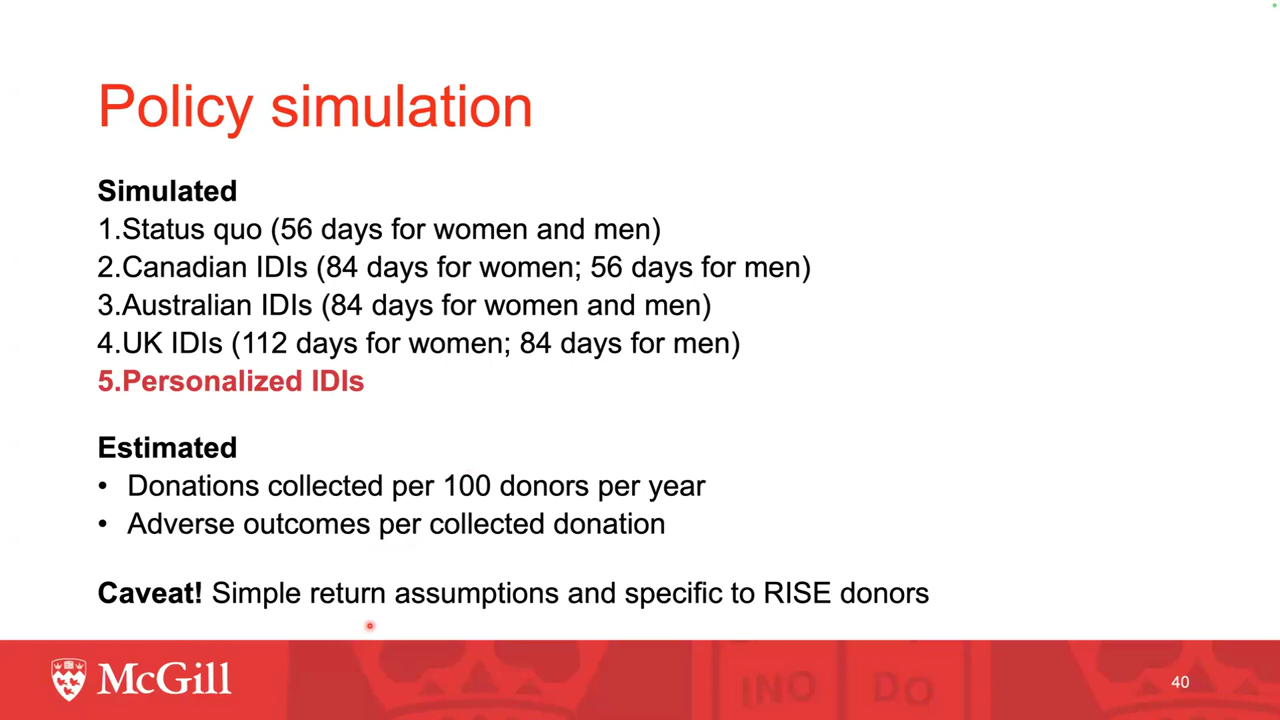 Policy simulation
Simulated
1.Status quo (56 days for women and men)
2.Canadian IDIs (84 days for women; 56 days for men)
3.Australian IDIs (84 days for women and men)
4.UK IDIs (112 days for women; 84 days for men)
5.Personalized IDIs
Estimated
• Donations collected per 100 donors per year
• Adverse outcomes per collected donation
Caveat! Simple return assumptions and specific to RISE donors
McGill
INO DO
40